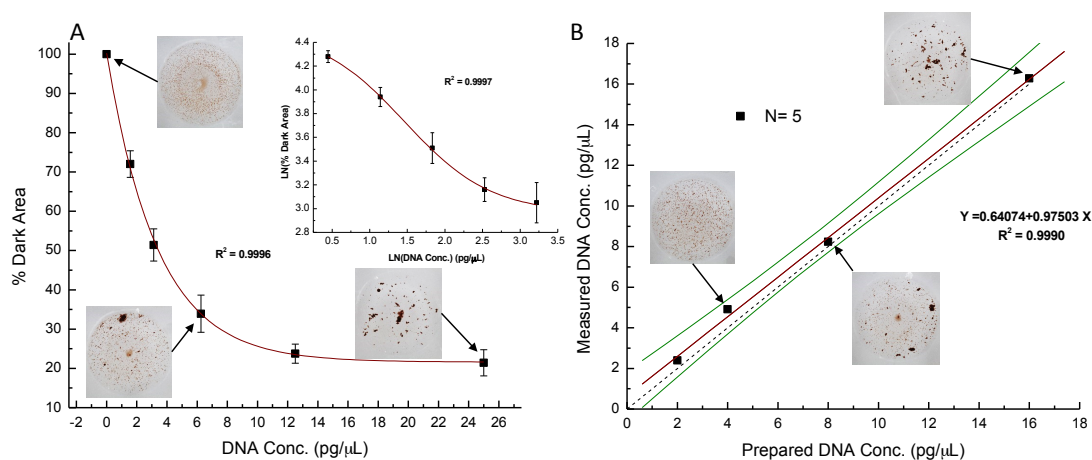 A
100
90
80
70
60
50
40
30
20
10
% Dark Area
-2 0 2 4 6 8 10 12 14 16 18 20 22 24 26
DNA Conc. (pg/µL)
R² = 0.9996
4.4
4.2
4.0
3.8
3.6
3.4
3.2
3.0
2.8
LN(% Dark Area)
0.5 1.0 1.5 2.0 2.5 3.0 3.5
LN(DNA Conc.) (pg/µL)
R² = 0.9997
B
18
16
14
12
10
8
6
4
2
0
Measured DNA Conc. (pg/µL)
0 2 4 6 8 10 12 14 16 18
Prepared DNA Conc. (pg/µL)
N= 5
Y =0.64074+0.97503 X
R² = 0.9990